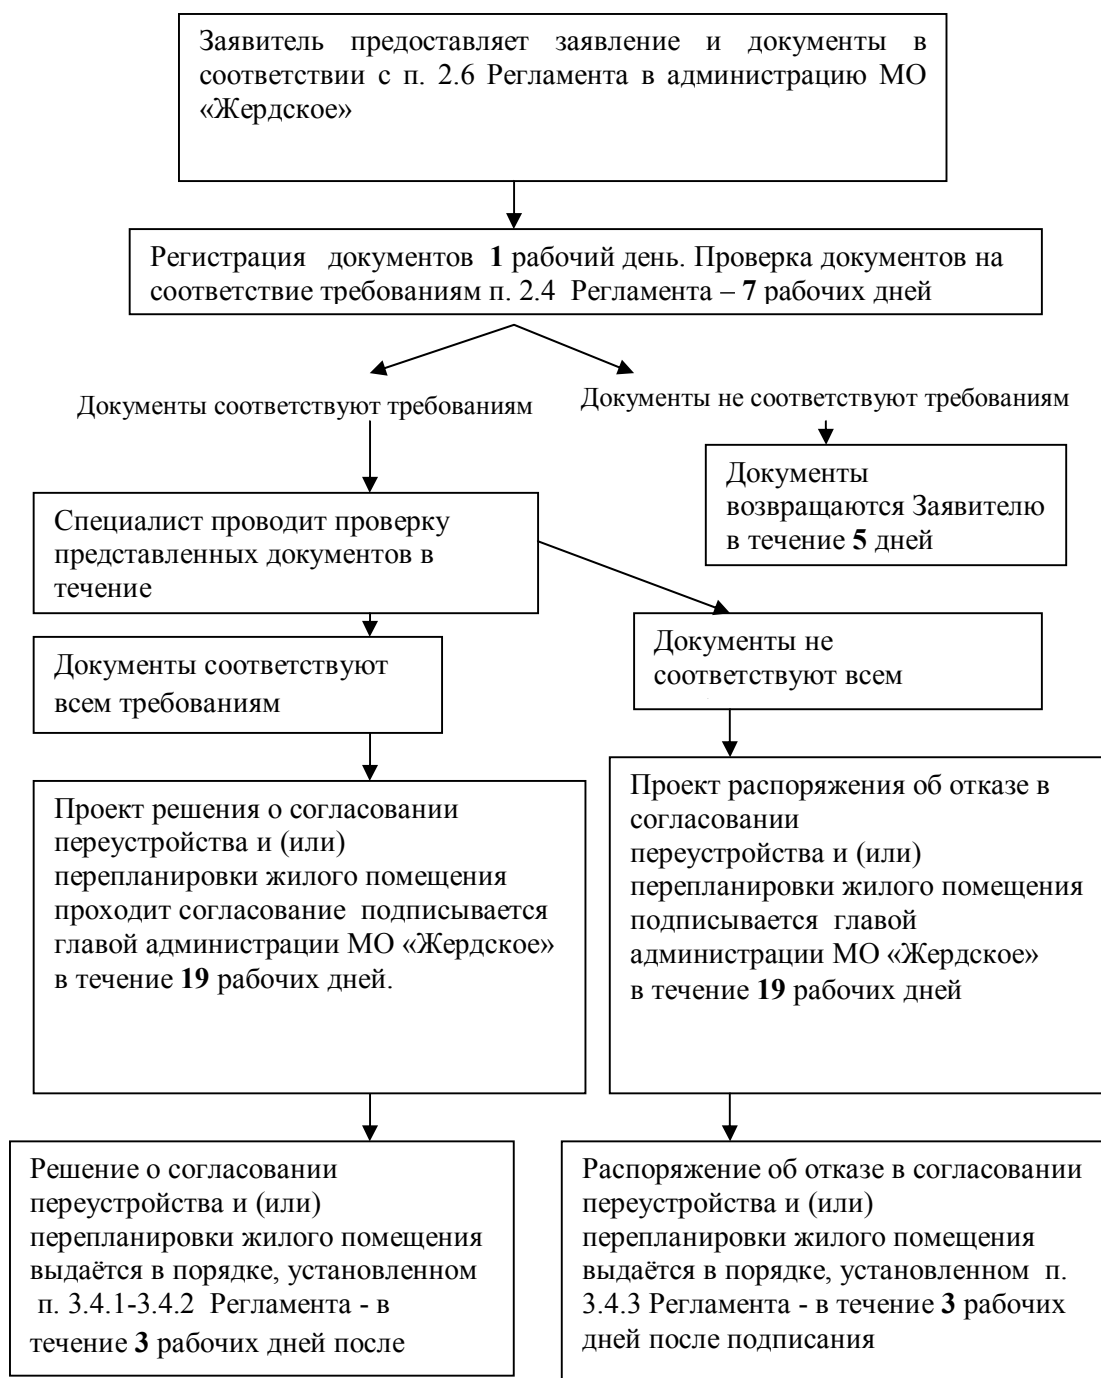 Заявитель предоставляет заявление и документы в
соответствии с п. 2.6 Регламента в администрацию МО
«Жердское»
Регистрация документов 1 рабочий день. Проверка документов на
соответствие требованиям п. 2.4 Регламента – 7 рабочих дней
Документы соответствуют требованиям
Документы не соответствуют требованиям
Документы
возвращаются Заявителю
в течение 5 дней
Специалист проводит проверку
представленных документов в
течение
Документы соответствуют
всем требованиям
Документы не
соответствуют всем
Проект решения о согласовании
переустройства и (или)
перепланировки жилого помещения
проходит согласование подписывается
главой администрации МО «Жердское»
в течение 19 рабочих дней.
Проект распоряжения об отказе в
согласовании
переустройства и (или)
перепланировки жилого помещения
подписывается главой
администрации МО «Жердское»
в течение 19 рабочих дней
Решение о согласовании
переустройства и (или)
перепланировки жилого помещения
выдаётся в порядке, установленном
п. 3.4.1-3.4.2 Регламента - в
течение 3 рабочих дней после
Распоряжение об отказе в согласовании
переустройства и (или)
перепланировки жилого помещения
выдаётся в порядке, установленном п.
3.4.3 Регламента - в течение 3 рабочих
дней после подписания